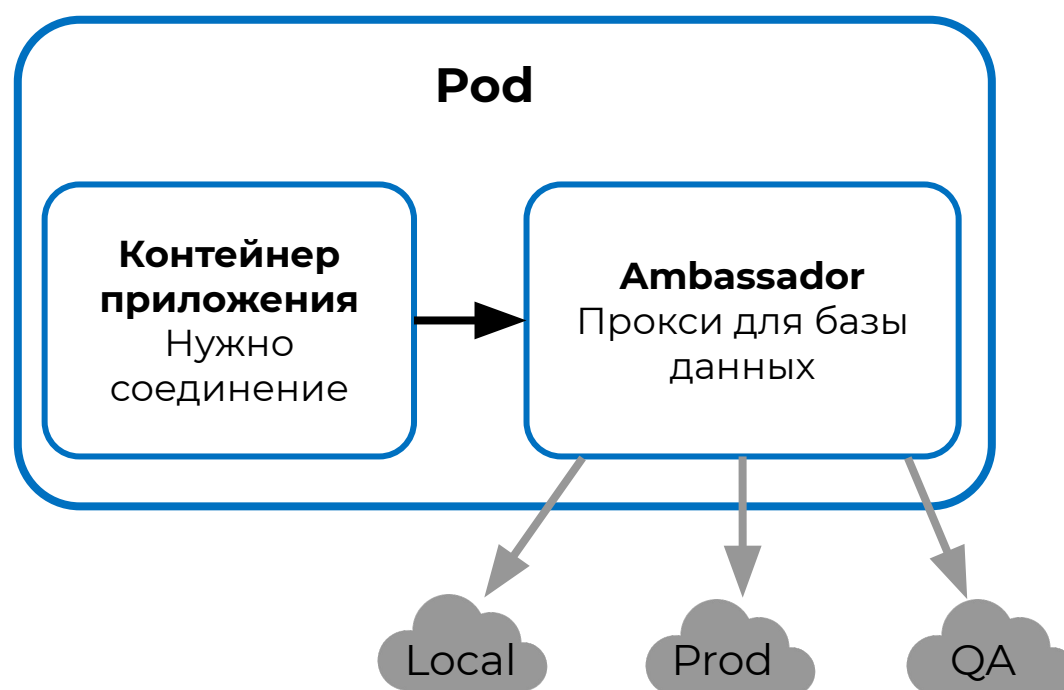 Pod
Контейнер
приложения
Нужно
соединение
Ambassador
Прокси для базы
данных
Local
Prod
QA